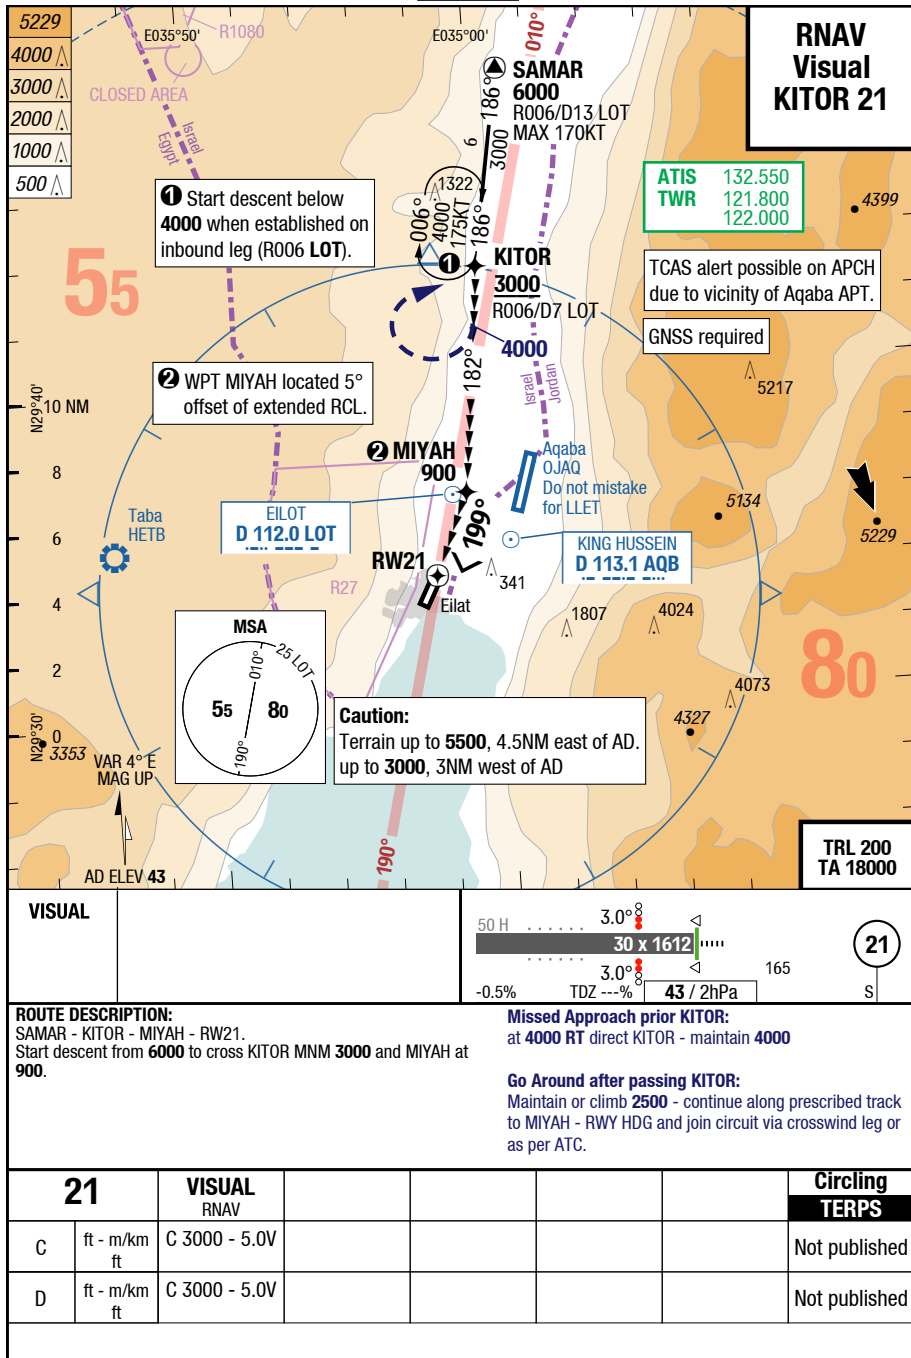 5229
4000
3000
2000
1000
500
E035°50'
R1080
E035°00'
010°
CLOSED AREA
Israel
Egypt
SAMAR
6000
R006/D13 LOT
MAX 170KT
186°
6
3000
RNAV
Visual
KITOR 21
ATIS 132.550
TWR 121.800
122.000
4399
1 Start descent below
4000 when established on
inbound leg (R006 LOT).
1322
006°
4000
175KT
186°
1
KITOR
3000
R006/D7 LOT
TCAS alert possible on APCH
due to vicinity of Aqaba APT.
GNSS required
55
4000
182°
Israel
Jordan
5217
2 WPT MIYAH located 5°
offset of extended RCL.
N29°40'
10 NM
8
6
4
2
0
N29°30'
2 MIYAH
900
Aqaba
OJAQ
Do not mistake
for LLET
5134
5229
Taba
HETB
EILOT
D 112.0 LOT
199°
KING HUSSEIN
D 113.1 AQB
RW21
341
R27
Eilat
1807
4024
80
MSA
25 LOT
010°
55
80
190°
4073
4327
Caution:
Terrain up to 5500, 4.5NM east of AD.
up to 3000, 3NM west of AD
3353
VAR 4° E
MAG UP
AD ELEV 43
190°
TRL 200
TA 18000
VISUAL
50 H
3.0°
30 x 1612
3.0°
165
-0.5%
TDZ ---%
43 / 2hPa
21
S
ROUTE DESCRIPTION:
SAMAR - KITOR - MIYAH - RW21.
Start descent from 6000 to cross KITOR MNM 3000 and MIYAH at
900.
Missed Approach prior KITOR:
at 4000 RT direct KITOR - maintain 4000
Go Around after passing KITOR:
Maintain or climb 2500 - continue along prescribed track
to MIYAH - RWY HDG and join circuit via crosswind leg or
as per ATC.
21
VISUAL
RNAV
Circling
TERPS
C
ft - m/km
ft
C 3000 - 5.0V
Not published
D
ft - m/km
ft
C 3000 - 5.0V
Not published